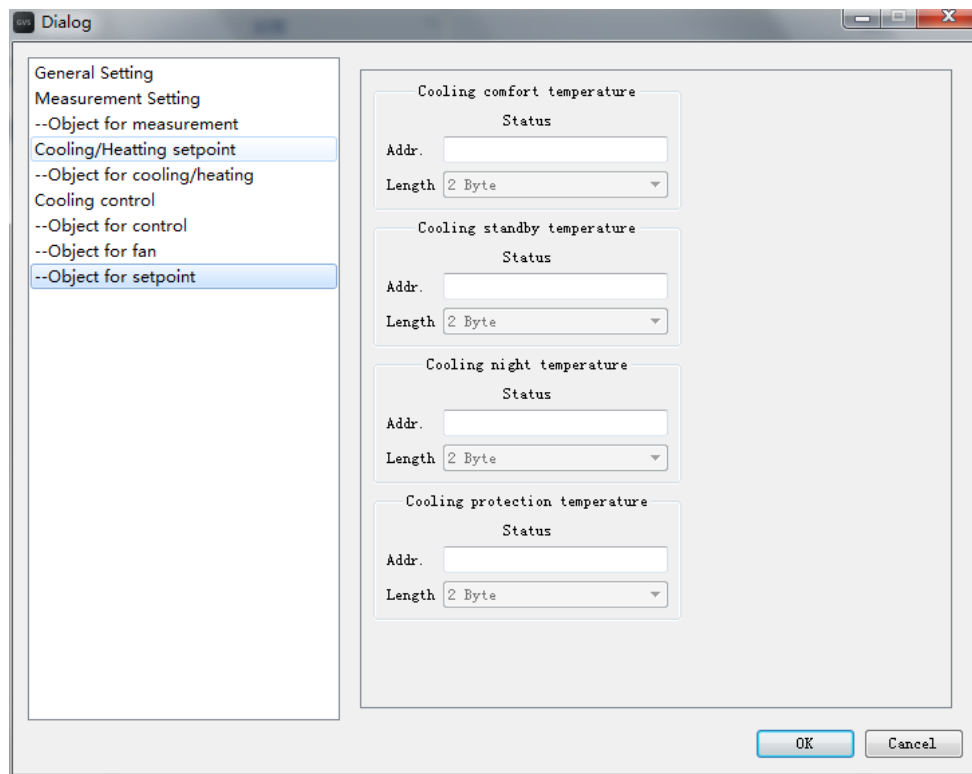 GVS Dialog
General Setting
Measurement Setting
--Object for measurement
Cooling/Heatting setpoint
--Object for cooling/heating
Cooling control
--Object for control
--Object for fan
--Object for setpoint
Cooling comfort temperature
Status
Addr.
Length 2 Byte
Cooling standby temperature
Status
Addr.
Length 2 Byte
Cooling night temperature
Status
Addr.
Length 2 Byte
Cooling protection temperature
Status
Addr.
Length 2 Byte
OK Cancel